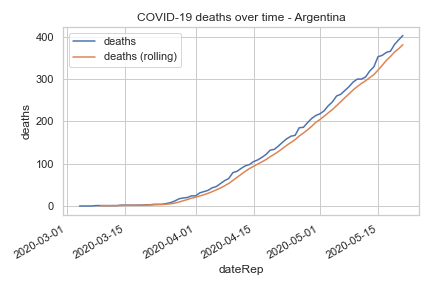 COVID-19 deaths over time - Argentina
deaths
deaths (rolling)
400
300
200
100
0
deaths
2020-03-01
2020-03-15
2020-04-01
2020-04-15
2020-05-01
2020-05-15
dateRep